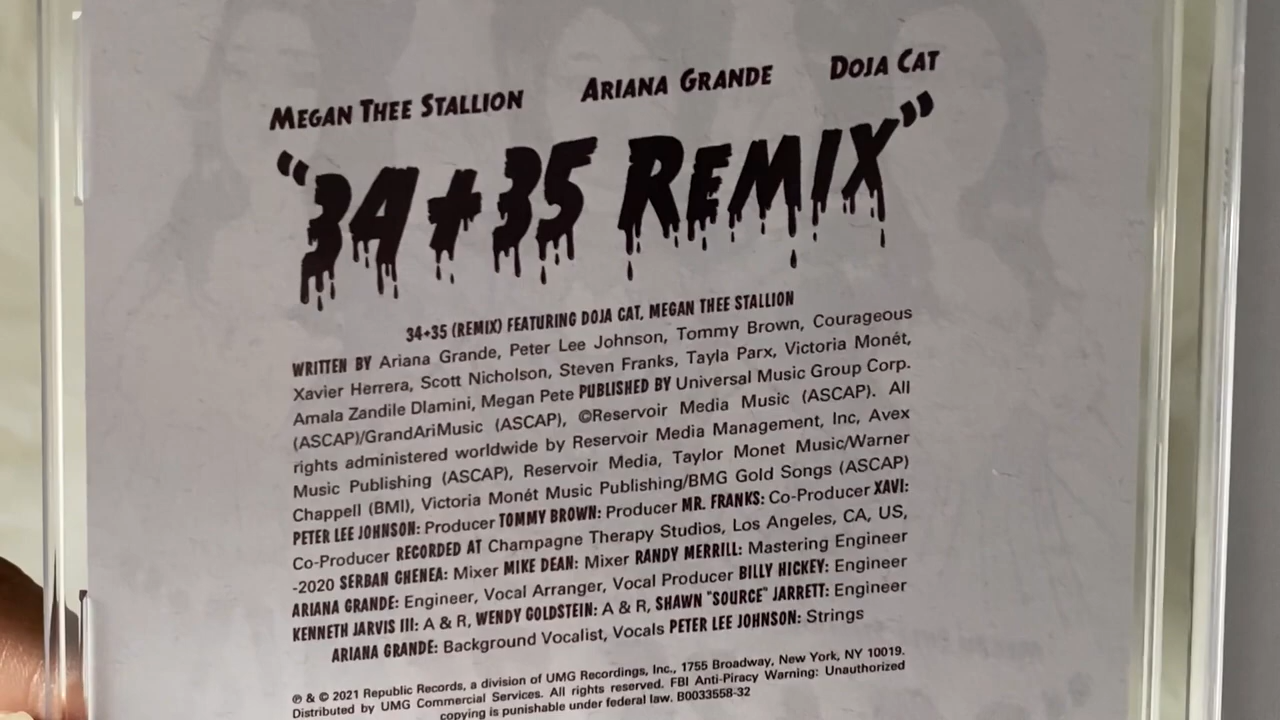 MEGAN THEE STALLION ARIANA GRANDE DOJA CAT
"34+35 REMIX"
34+35 (REMIX) FEATURING DOJA CAT, MEGAN THEE STALLION
WRITTEN BY Ariana Grande, Peter Lee Johnson, Tommy Brown, Courageous
Xavier Herrera, Scott Nicholson, Steven Franks, Tayla Parx, Victoria Monét,
Amala Zandile Dlamini, Megan Pete PUBLISHED BY Universal Music Group Corp.
(ASCAP)/GrandAriMusic (ASCAP), ©Reservoir Media Music (ASCAP). All
rights administered worldwide by Reservoir Media Management, Inc, Avex
Music Publishing (ASCAP), Reservoir Media, Taylor Monet Music/Warner
Chappell (BMI), Victoria Monét Music Publishing/BMG Gold Songs (ASCAP)
PETER LEE JOHNSON: Producer TOMMY BROWN: Producer MR. FRANKS: Co-Producer XAVI:
Co-Producer RECORDED AT Champagne Therapy Studios, Los Angeles, CA, US,
-2020 SERBAN GHENEA: Mixer MIKE DEAN: Mixer RANDY MERRILL: Mastering Engineer
ARIANA GRANDE: Engineer, Vocal Arranger, Vocal Producer BILLY HICKEY: Engineer
KENNETH JARVIS III: A & R, WENDY GOLDSTEIN: A & R, SHAWN "SOURCE" JARRETT: Engineer
ARIANA GRANDE: Background Vocalist, Vocals PETER LEE JOHNSON: Strings
℗ & © 2021 Republic Records, a division of UMG Recordings, Inc., 1755 Broadway, New York, NY 10019.
Distributed by UMG Commercial Services. All rights reserved. FBI Anti-Piracy Warning: Unauthorized
copying is punishable under federal law. B0033558-32